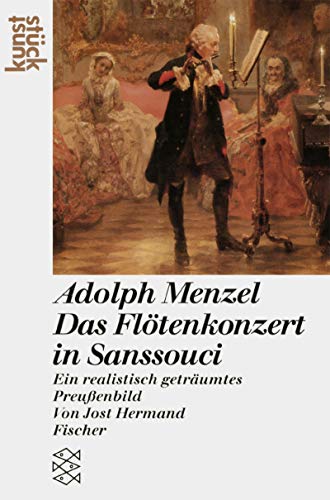 kunst
stück
Adolph Menzel
Das Flötenkonzert
in Sanssouci
Ein realistisch geträumtes
Preußenbild
Von Jost Hermand
Fischer